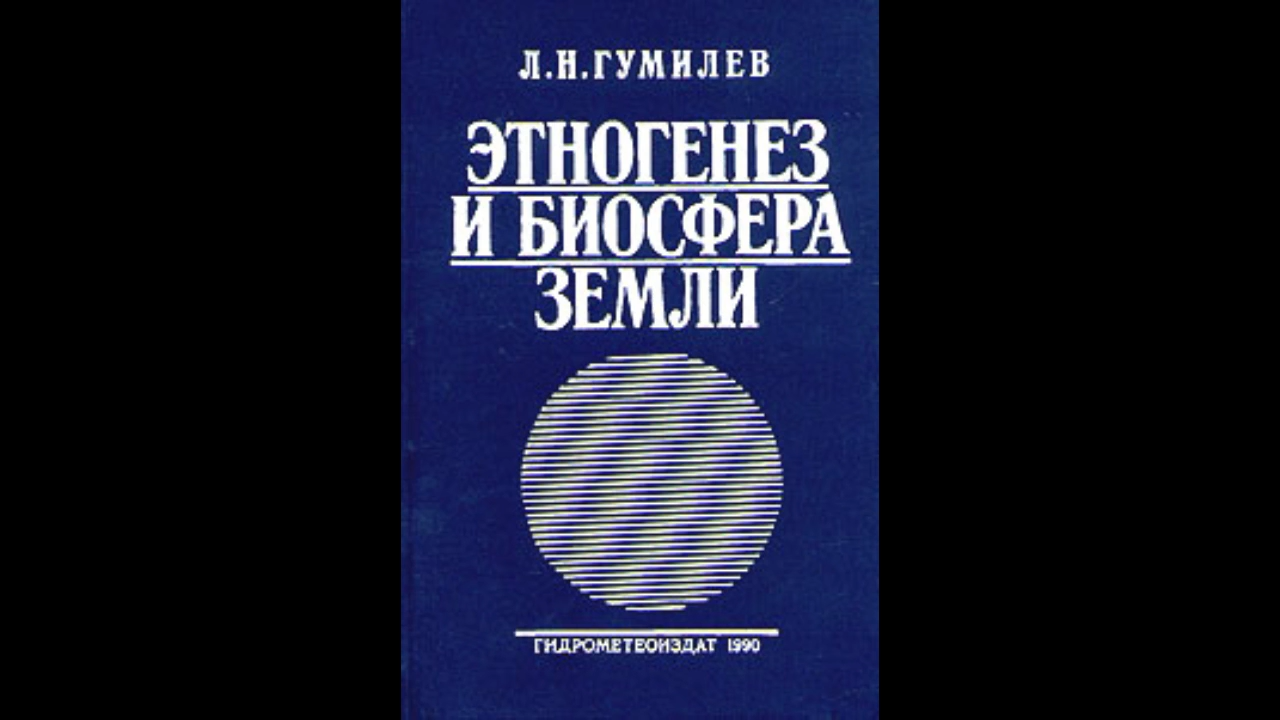 Л.Н.ГУМИЛЕВ
ЭТНОГЕНЕЗ
И БИОСФЕРА
ЗЕМЛИ
ГИДРОМЕТЕОИЗДАТ 1990